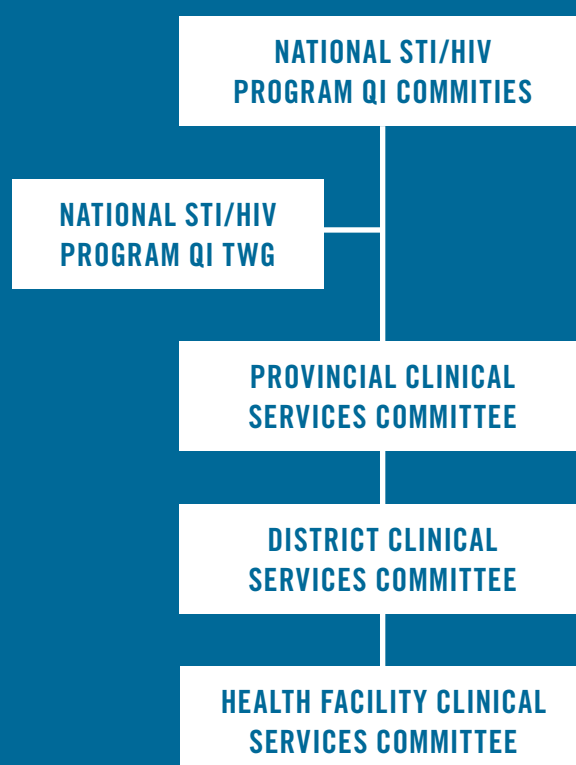 NATIONAL STI/HIV
PROGRAM QI COMMITIES
NATIONAL STI/HIV
PROGRAM QI TWG
PROVINCIAL CLINICAL
SERVICES COMMITTEE
DISTRICT CLINICAL
SERVICES COMMITTEE
HEALTH FACILITY CLINICAL
SERVICES COMMITTEE